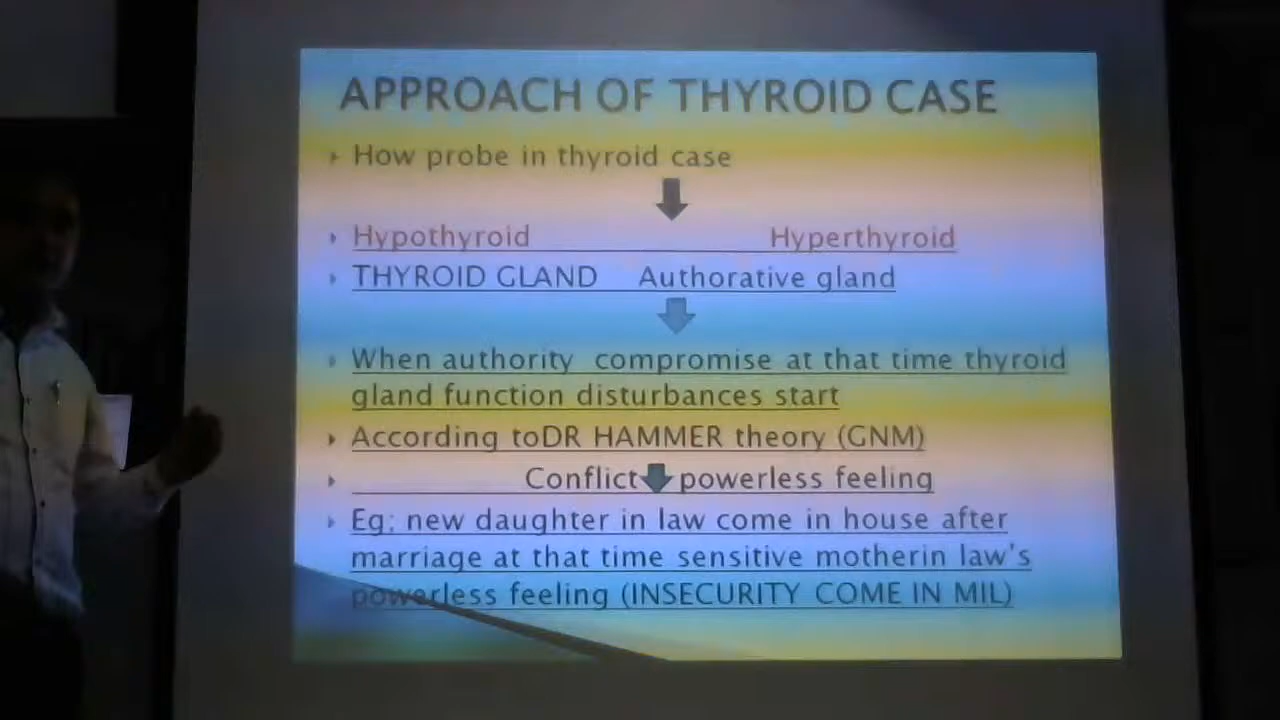 APPROACH OF THYROID CASE
How probe in thyroid case
Hypothyroid Hyperthyroid
THYROID GLAND Authorative gland
When authority compromise at that time thyroid
gland function disturbances start
According toDR HAMMER theory (GNM)
Conflict powerless feeling
Eg; new daughter in law come in house after
marriage at that time sensitive motherin law's
powerless feeling (INSECURITY COME IN MIL)